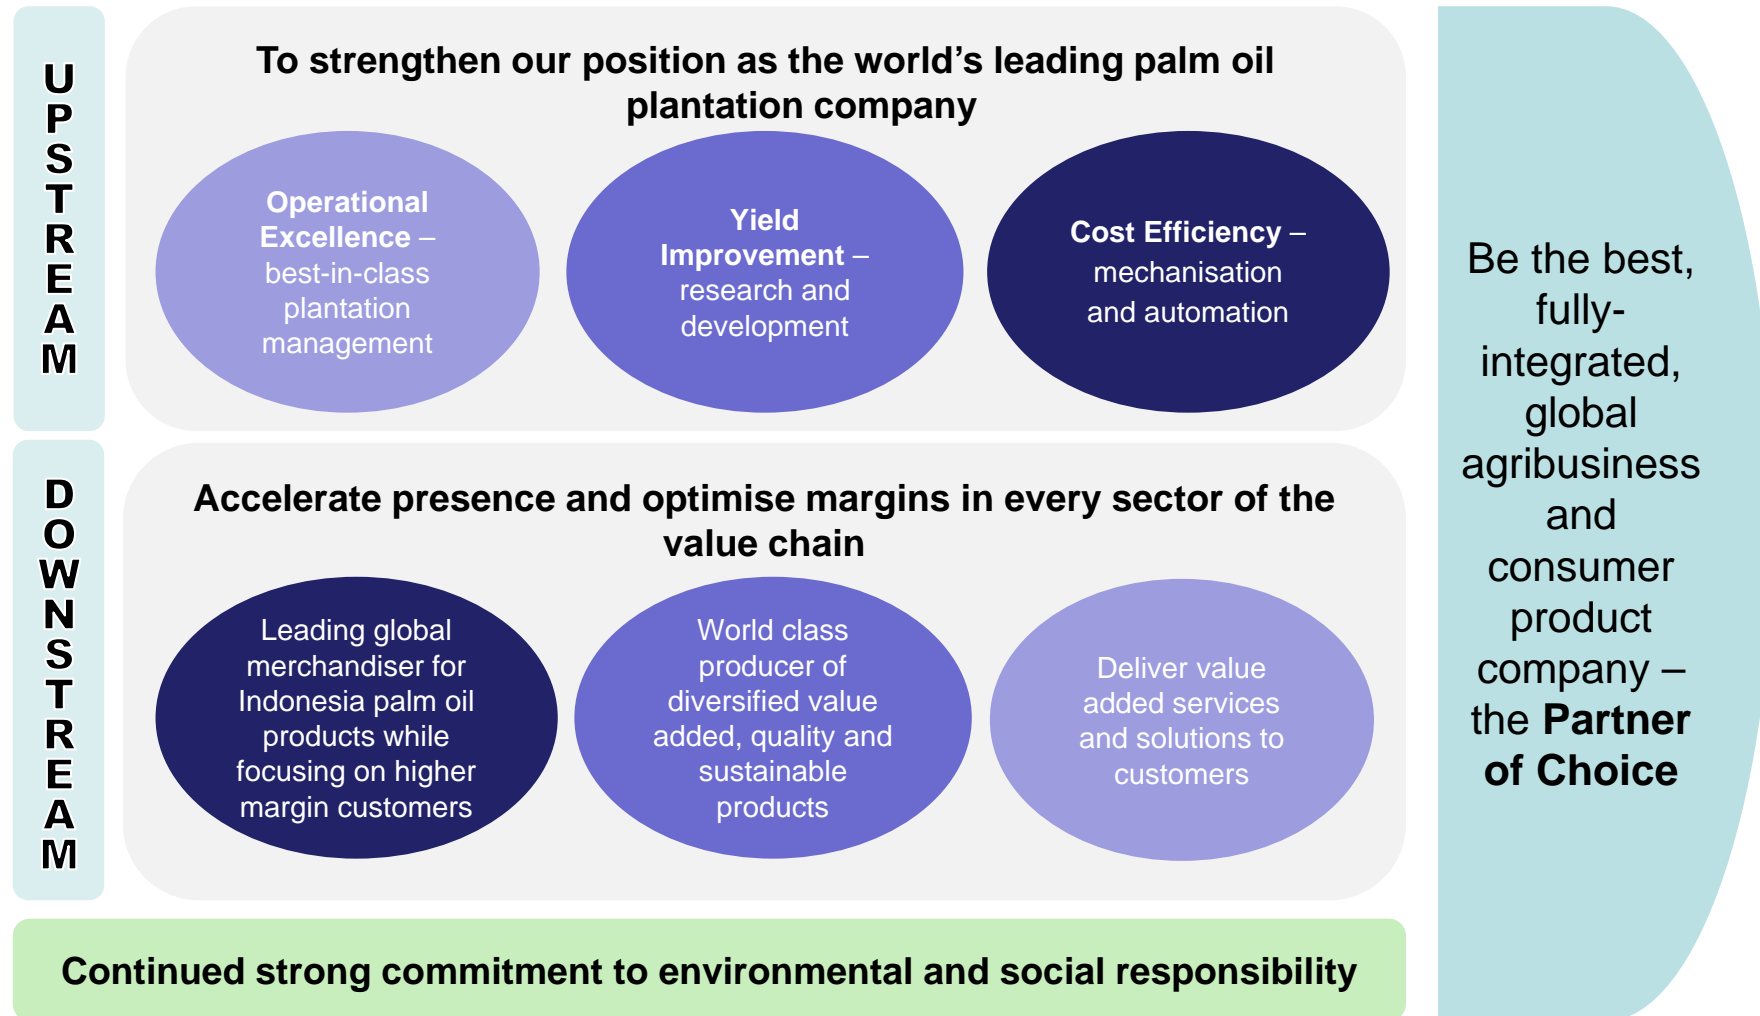 UPSTREAM
To strengthen our position as the world's leading palm oil
plantation company
Operational
Excellence –
best-in-class
plantation
management
Yield
Improvement –
research and
development
Cost Efficiency –
mechanisation
and automation
DOWNSTREAM
Accelerate presence and optimise margins in every sector of the
value chain
Leading global
merchandiser for
Indonesia palm oil
products while
focusing on higher
margin customers
World class
producer of
diversified value
added, quality and
sustainable
products
Deliver value
added services
and solutions to
customers
Continued strong commitment to environmental and social responsibility
Be the best,
fully-
integrated,
global
agribusiness
and
consumer
product
company –
the Partner
of Choice